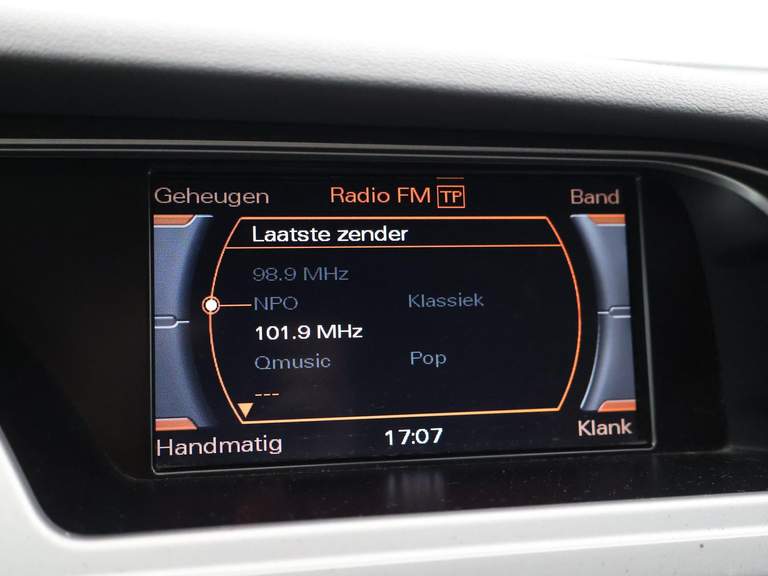 Geheugen Radio FM TP Band
Laatste zender
98.9 MHz
NPO Klassiek
101.9 MHz
Qmusic Pop
---
Handmatig 17:07 Klank